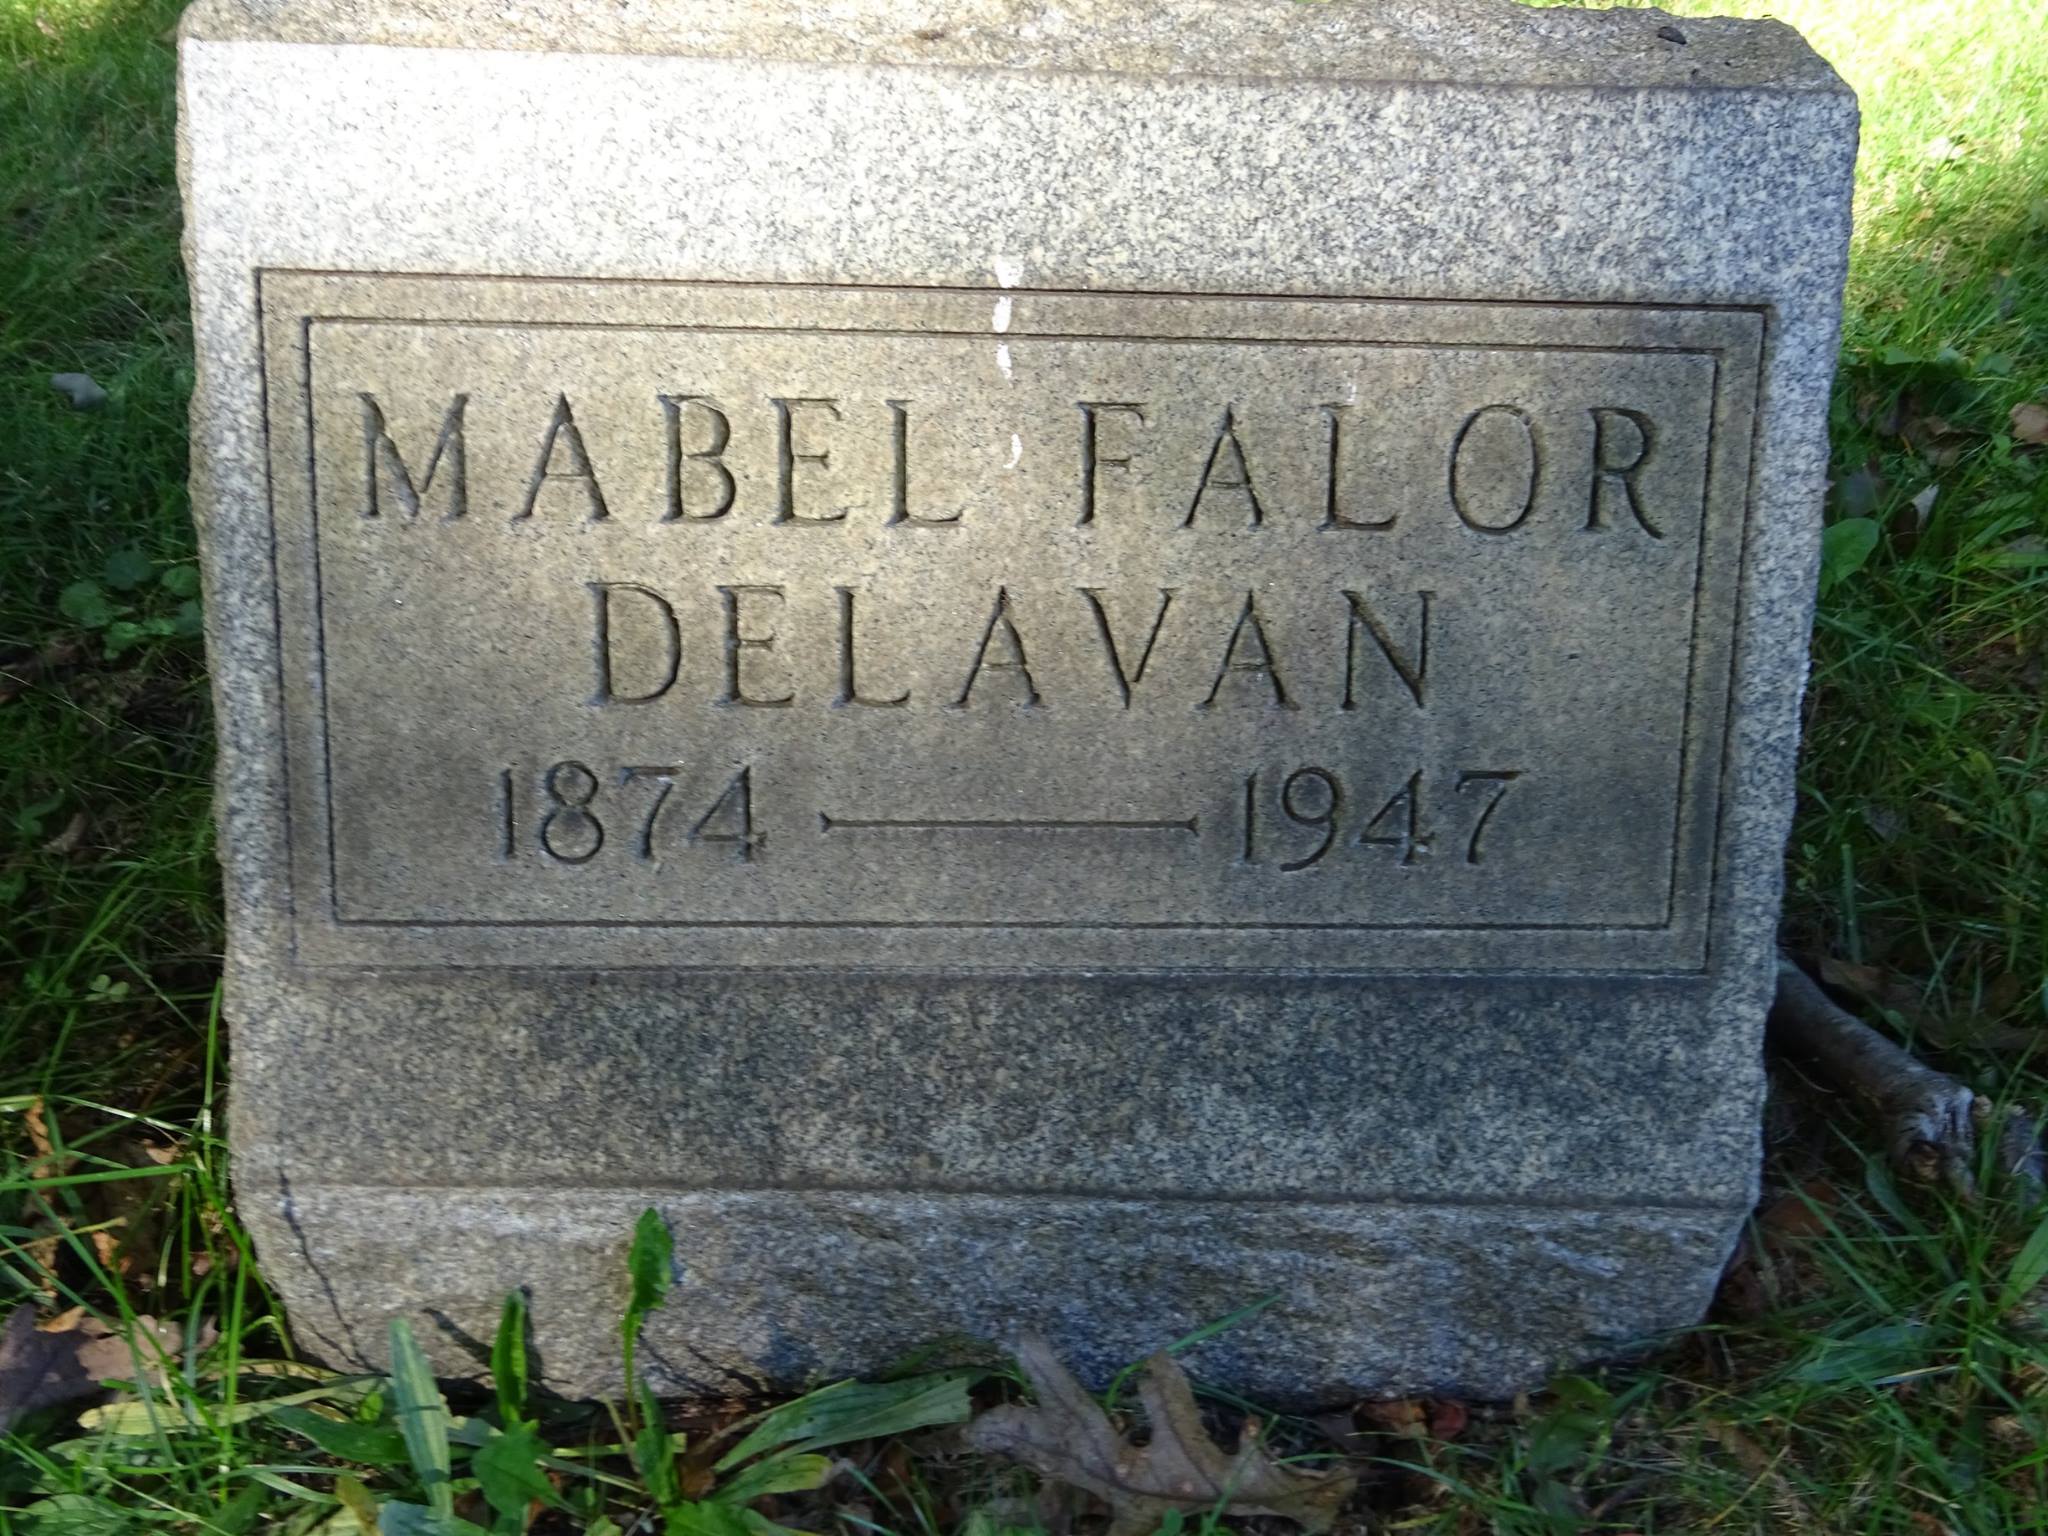 MABEL FALOR
DELAVAN
1874 — 1947